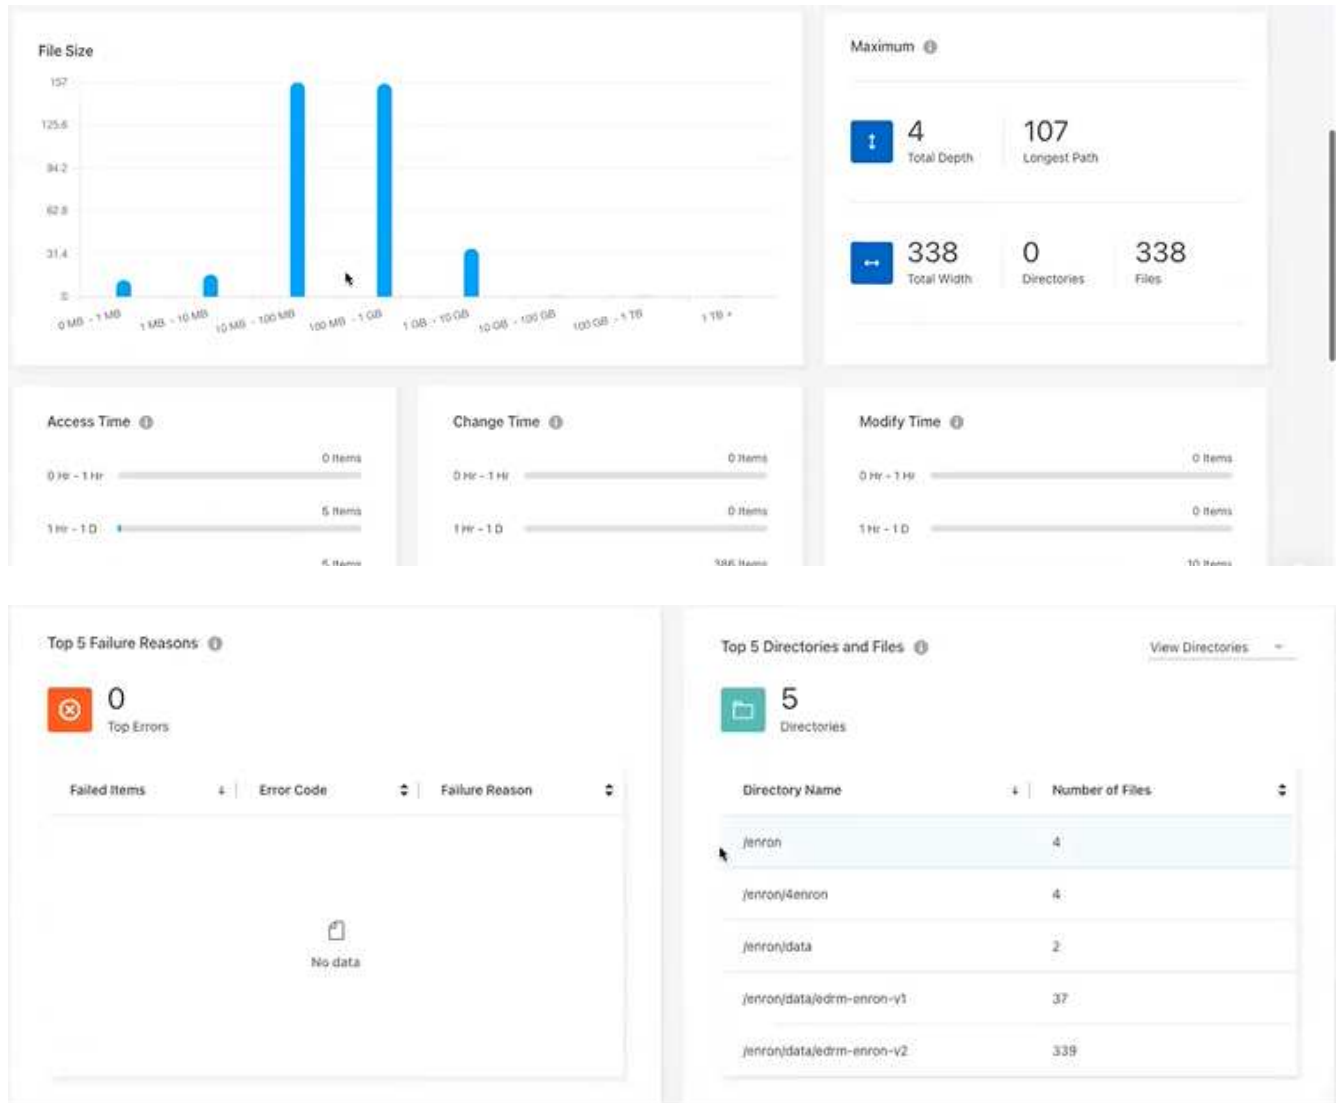 File Size
157
125.6
94.2
62.8
31.4
0
0 MB - 1 MB
1 MB - 10 MB
10 MB - 100 MB
100 MB - 1 GB
1 GB - 10 GB
10 GB - 100 GB
100 GB - 1 TB
1 TB +
Maximum
4
Total Depth
107
Longest Path
338
Total Width
0
Directories
338
Files
Access Time
0 Items
0 Hr - 1 Hr
5 Items
1 Hr - 1 D
5 Items
Change Time
0 Items
0 Hr - 1 Hr
0 Items
1 Hr - 1 D
386 Items
Modify Time
0 Items
0 Hr - 1 Hr
0 Items
1 Hr - 1 D
10 Items
Top 5 Failure Reasons
0
Top Errors
Failed Items Error Code Failure Reason
No data
Top 5 Directories and Files
View Directories
5
Directories
Directory Name Number of Files
/enron 4
/enron/4enron 4
/enron/data 2
/enron/data/edrm-enron-v1 37
/enron/data/edrm-enron-v2 339